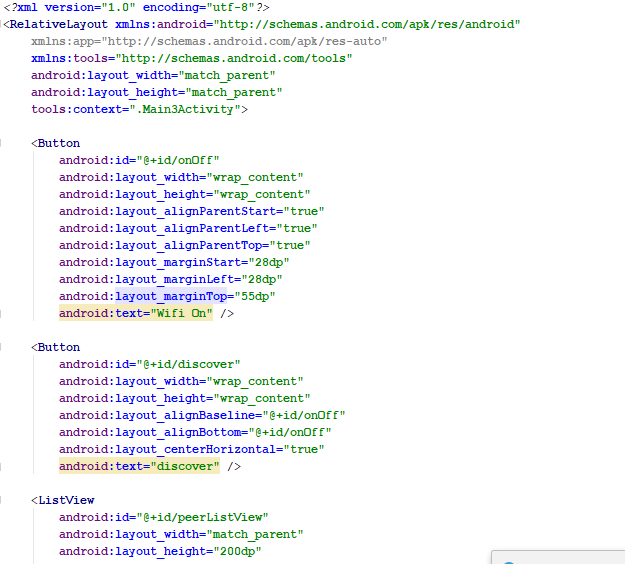 <?xml version="1.0" encoding="utf-8"?>
<RelativeLayout xmlns:android="http://schemas.android.com/apk/res/android"
    xmlns:app="http://schemas.android.com/apk/res-auto"
    xmlns:tools="http://schemas.android.com/tools"
    android:layout_width="match_parent"
    android:layout_height="match_parent"
    tools:context=".Main3Activity">
    <Button
        android:id="@+id/onOff"
        android:layout_width="wrap_content"
        android:layout_height="wrap_content"
        android:layout_alignParentStart="true"
        android:layout_alignParentLeft="true"
        android:layout_alignParentTop="true"
        android:layout_marginStart="28dp"
        android:layout_marginLeft="28dp"
        android:layout_marginTop="55dp"
        android:text="Wifi On" />
    <Button
        android:id="@+id/discover"
        android:layout_width="wrap_content"
        android:layout_height="wrap_content"
        android:layout_alignBaseline="@+id/onOff"
        android:layout_alignBottom="@+id/onOff"
        android:layout_centerHorizontal="true"
        android:text="discover" />
    <ListView
        android:id="@+id/peerListView"
        android:layout_width="match_parent"
        android:layout_height="200dp"